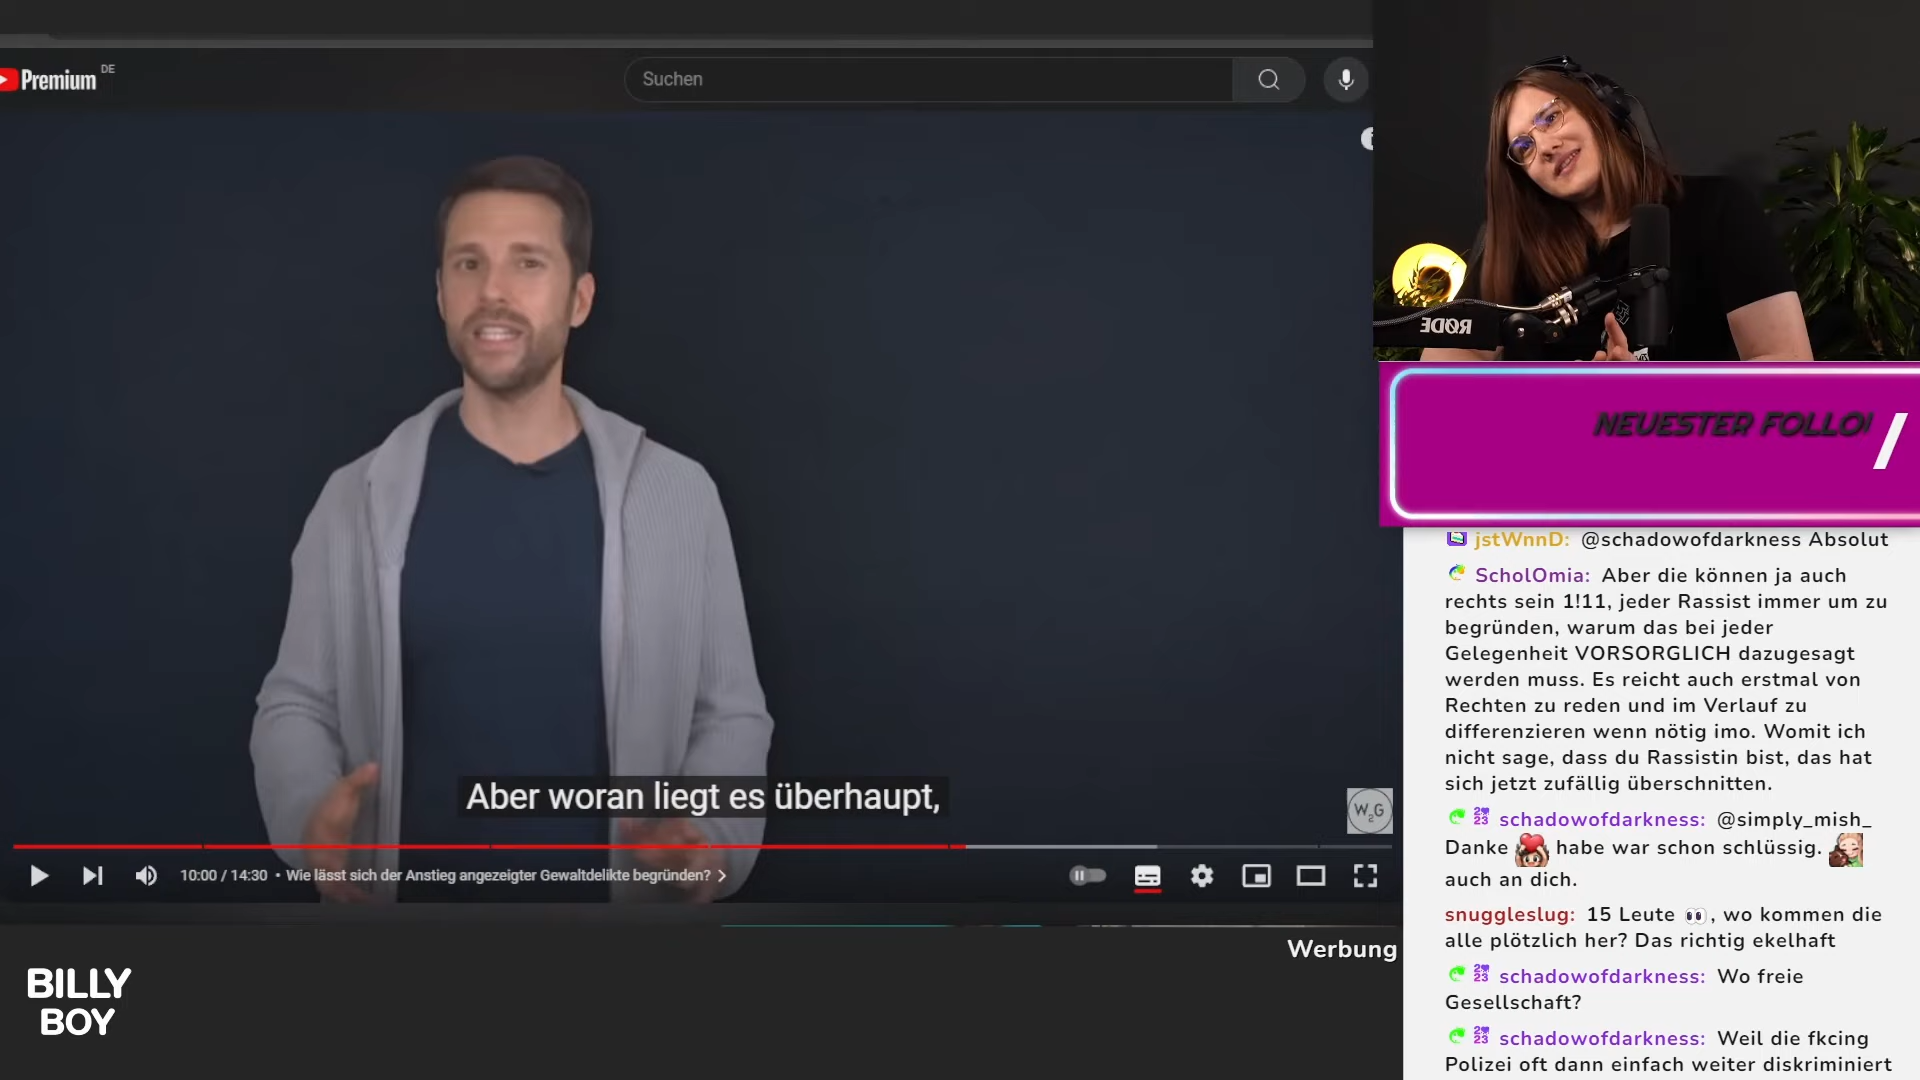 Premium DE
Suchen
Aber woran liegt es überhaupt,
W2G
10:00 / 14:30 • Wie lässt sich der Anstieg angezeigter Gewaltdelikte begründen?
Werbung
BILLY
BOY
RØDE
NEUESTER FOLLO
/
jstWnnD: @schadowofdarkness Absolut
ScholOmia: Aber die können ja auch
rechts sein 1!11, jeder Rassist immer um zu
begründen, warum das bei jeder
Gelegenheit VORSORGLICH dazugesagt
werden muss. Es reicht auch erstmal von
Rechten zu reden und im Verlauf zu
differenzieren wenn nötig imo. Womit ich
nicht sage, dass du Rassistin bist, das hat
sich jetzt zufällig überschnitten.
schadowofdarkness: @simply_mish_
Danke habe war schon schlüssig.
auch an dich.
snuggleslug: 15 Leute 👀, wo kommen die
alle plötzlich her? Das richtig ekelhaft
schadowofdarkness: Wo freie
Gesellschaft?
schadowofdarkness: Weil die fkcing
Polizei oft dann einfach weiter diskriminiert